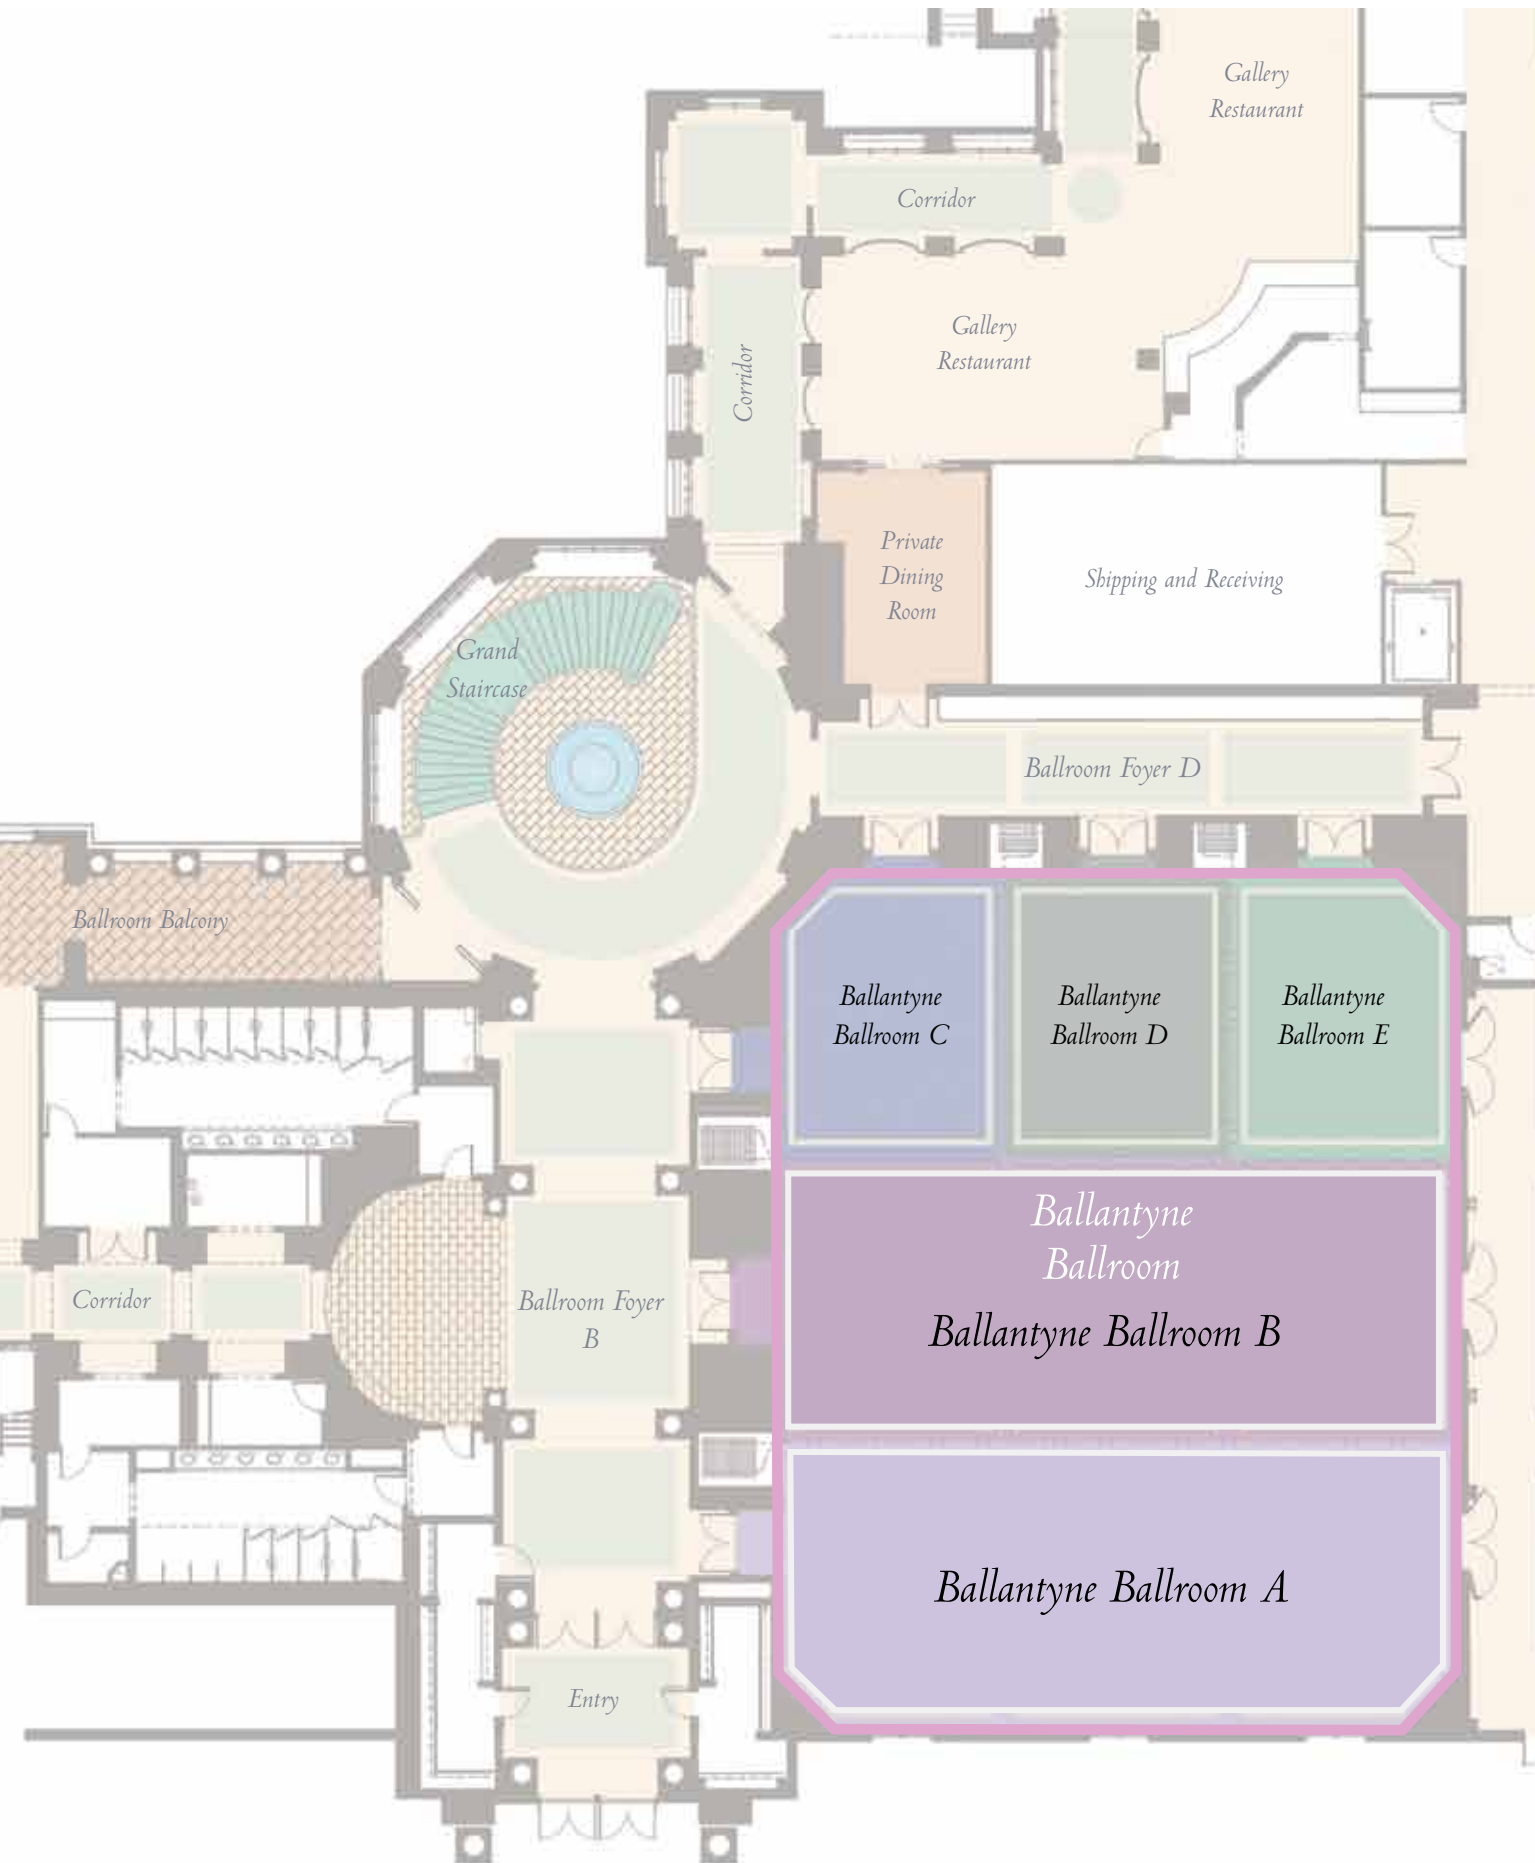 Gallery
Restaurant
Corridor
Gallery
Restaurant
Corridor
Private
Dining
Room
Shipping and Receiving
Grand
Staircase
Ballroom Foyer D
Ballroom Balcony
Ballantyne
Ballroom C
Ballantyne
Ballroom D
Ballantyne
Ballroom E
Ballantyne
Ballroom
Corridor
Ballroom Foyer
B
Ballantyne Ballroom B
Ballantyne Ballroom A
Entry